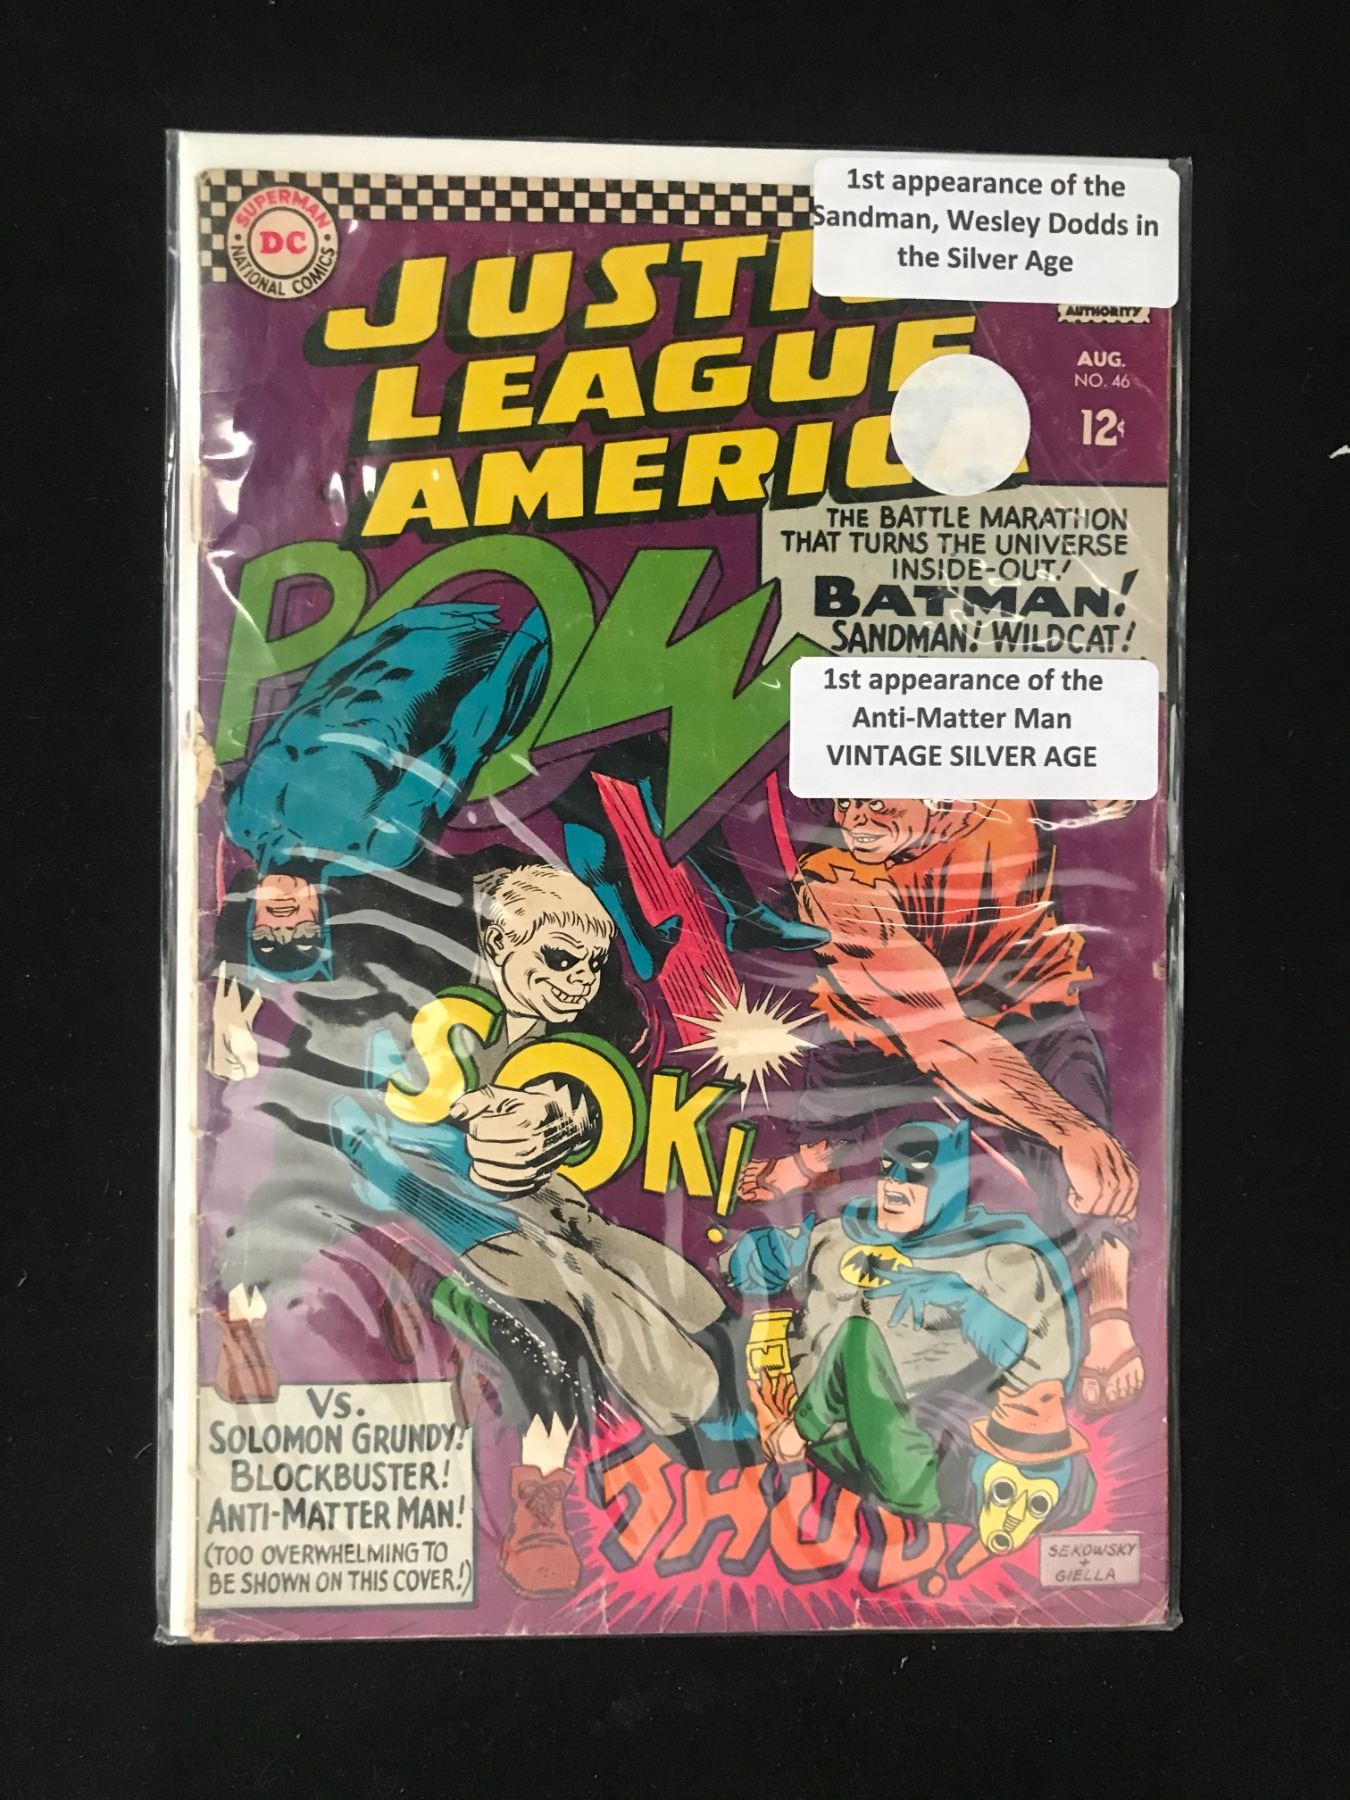 SUPERMAN
DC
NATIONAL COMICS
1st appearance of the
Sandman, Wesley Dodds in
the Silver Age
JUSTI
LEAGUE
AMERIC
AUTHORITY
AUG.
NO. 46
12¢
THE BATTLE MARATHON
THAT TURNS THE UNIVERSE
INSIDE-OUT!
BATMAN!
SANDMAN! WILDCAT!
1st appearance of the
Anti-Matter Man
VINTAGE SILVER AGE
POW
SOK!
THUD!
VS.
SOLOMON GRUNDY!
BLOCKBUSTER!
ANTI-MATTER MAN!
(TOO OVERWHELMING TO
BE SHOWN ON THIS COVER!)
SEKOWSKY
+
GIELLA